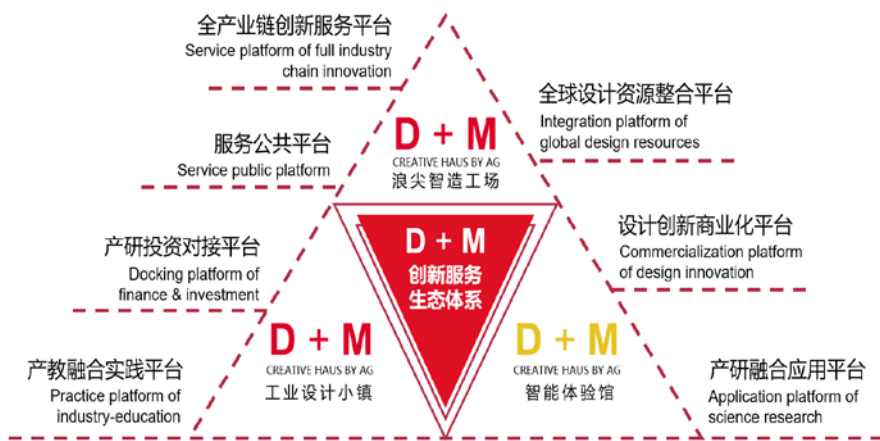 全产业链创新服务平台
Service platform of full industry
chain innovation
全球设计资源整合平台
Integration platform of
global design resources
服务公共平台
Service public platform
D + M
CREATIVE HAUS BY AG
浪尖智造工场
产研投资对接平台
Docking platform of
finance & investment
设计创新商业化平台
Commercialization platform
of design innovation
D + M
创新服务
生态体系
产教融合实践平台
Practice platform of
industry-education
D + M
CREATIVE HAUS BY AG
工业设计小镇
D + M
CREATIVE HAUS BY AG
智能体验馆
产研融合应用平台
Application platform of
science research